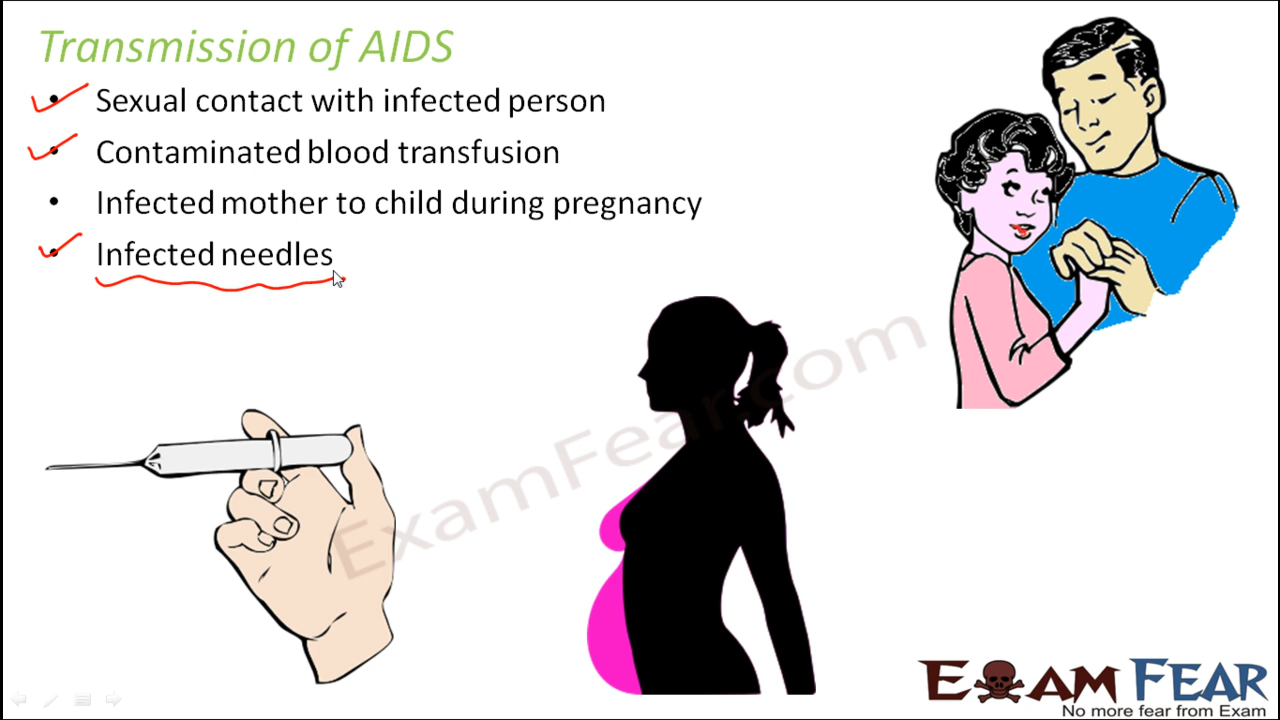 Transmission of AIDS
• Sexual contact with infected person
• Contaminated blood transfusion
• Infected mother to child during pregnancy
• Infected needles
ExamFear.com
EXAM FEAR
No more fear from Exam